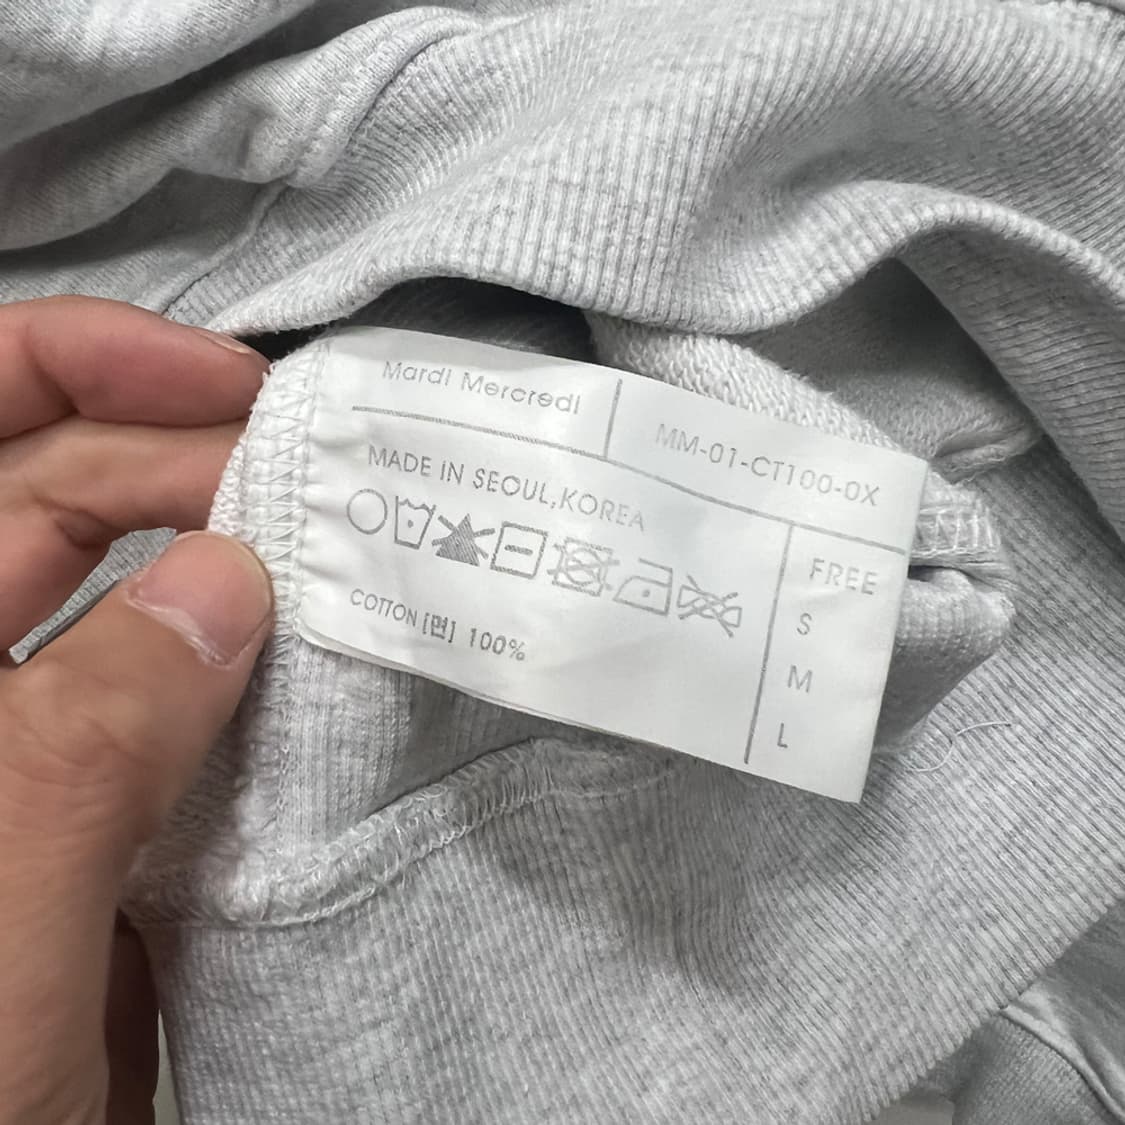 Mardi Mercredi
MM-01-CT100-0X
MADE IN SEOUL,KOREA
COTTON [면] 100%
FREE
S
M
L